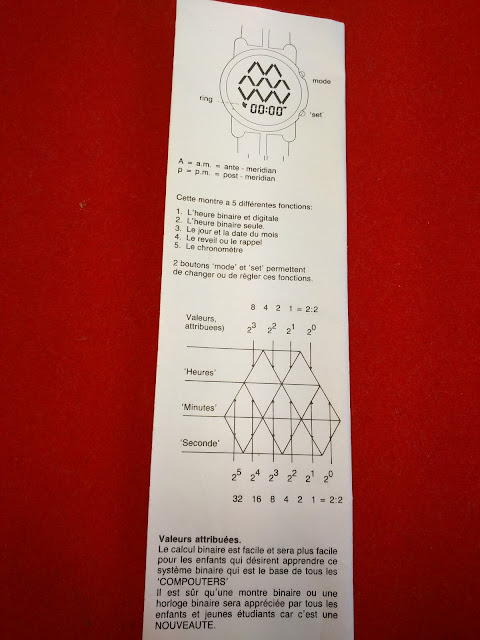 mode
ring
00:00
'set'
A = a.m. = ante - meridian
p = p.m. = post - meridian
Cette montre a 5 différentes fonctions:
1. L'heure binaire et digitale
2. L'heure binaire seule.
3. Le jour et la date du mois
4. Le reveil ou le rappel
5. Le chronomètre
2 boutons 'mode' et 'set' permettent
de changer ou de règler ces fonctions.
8 4 2 1 = 2:2
Valeurs,
attribuees) 2³ 2² 2¹ 2⁰
'Heures'
'Minutes'
'Seconde'
2⁵ 2⁴ 2³ 2² 2¹ 2⁰
32 16 8 4 2 1 = 2:2
Valeurs attribuées.
Le calcul binaire est facile et sera plus facile
pour les enfants qui désirent apprendre ce
système binaire qui est le base de tous les
'COMPOUTERS'
Il est sûr qu'une montre binaire ou une
horloge binaire sera appréciée par tous les
enfants et jeunes étudiants car c'est une
NOUVEAUTE.